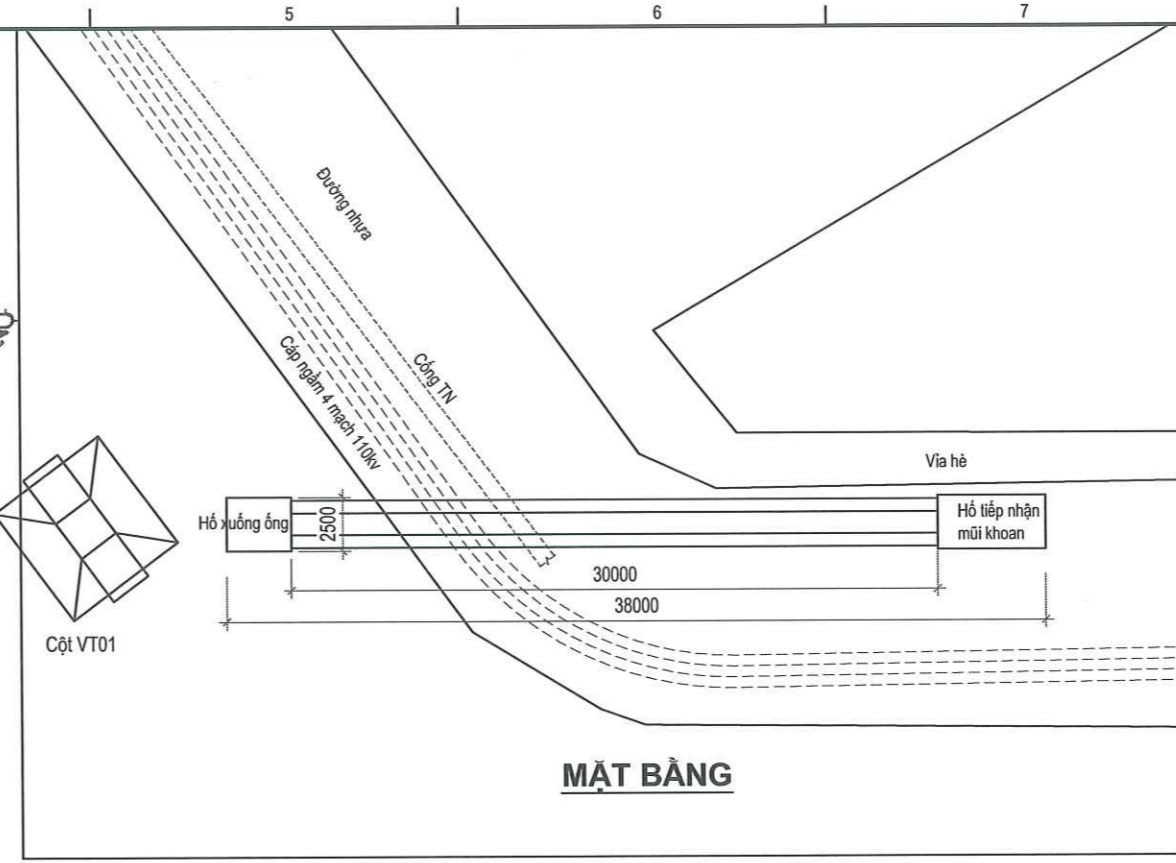 5
6
7
Đường nhựa
Cống TN
Cáp ngầm 4 mạch 110kv
Vỉa hè
Hố xuống ống
2500
Hố tiếp nhận
mũi khoan
30000
38000
Cột VT01
MẶT BẰNG